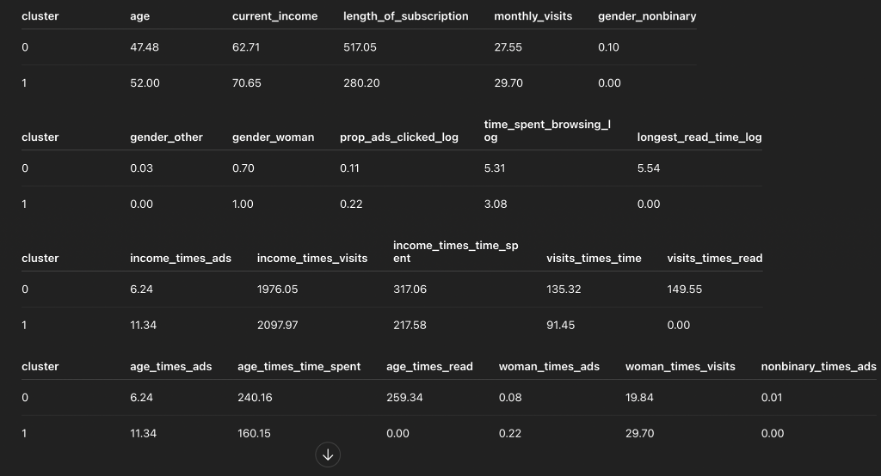 cluster age current_income length_of_subscription monthly_visits gender_nonbinary
0 47.48 62.71 517.05 27.55 0.10
1 52.00 70.65 280.20 29.70 0.00
cluster gender_other gender_woman prop_ads_clicked_log time_spent_browsing_l
og longest_read_time_log
0 0.03 0.70 0.11 5.31 5.54
1 0.00 1.00 0.22 3.08 0.00
cluster income_times_ads income_times_visits income_times_time_sp
ent visits_times_time visits_times_read
0 6.24 1976.05 317.06 135.32 149.55
1 11.34 2097.97 217.58 91.45 0.00
cluster age_times_ads age_times_time_spent age_times_read woman_times_ads woman_times_visits nonbinary_times_ads
0 6.24 240.16 259.34 0.08 19.84 0.01
1 11.34 160.15 0.00 0.22 29.70 0.00